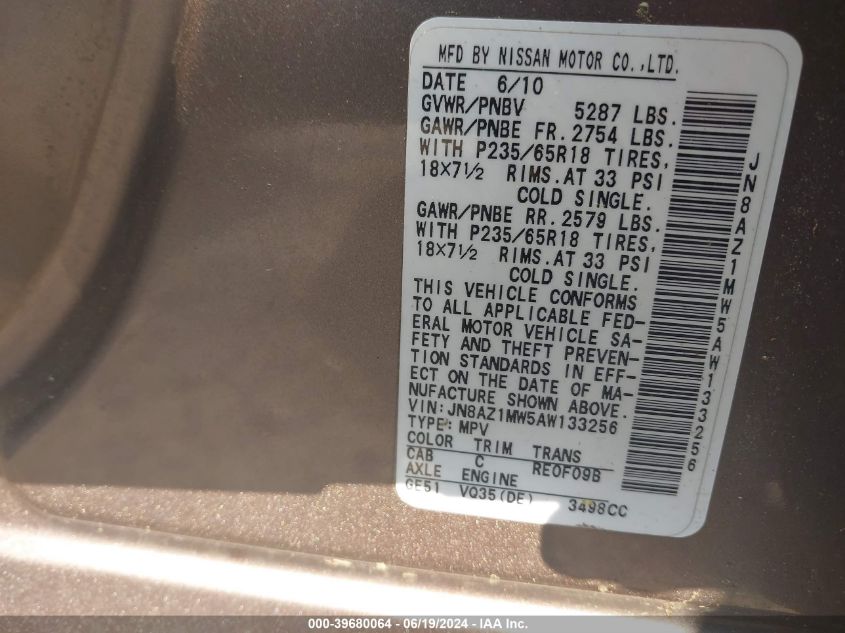 MFD BY NISSAN MOTOR CO.,LTD.
DATE 6/10
GVWR/PNBV 5287 LBS.
GAWR/PNBE FR. 2754 LBS.
WITH P235/65R18 TIRES,
18X7½ RIMS.AT 33 PSI
COLD SINGLE.
GAWR/PNBE RR. 2579 LBS.
WITH P235/65R18 TIRES,
18X7½ RIMS.AT 33 PSI
COLD SINGLE.
THIS VEHICLE CONFORMS
TO ALL APPLICABLE FED-
ERAL MOTOR VEHICLE SA-
FETY AND THEFT PREVEN-
TION STANDARDS IN EFF-
ECT ON THE DATE OF MA-
NUFACTURE SHOWN ABOVE.
VIN:JN8AZ1MW5AW133256
TYPE:MPV
COLOR TRIM TRANS
CAB C RE0F09B
AXLE ENGINE
GE51 VQ35(DE) 3498CC
JN8AZ1MW5AW133256
000-39680064 - 06/19/2024 - IAA Inc.